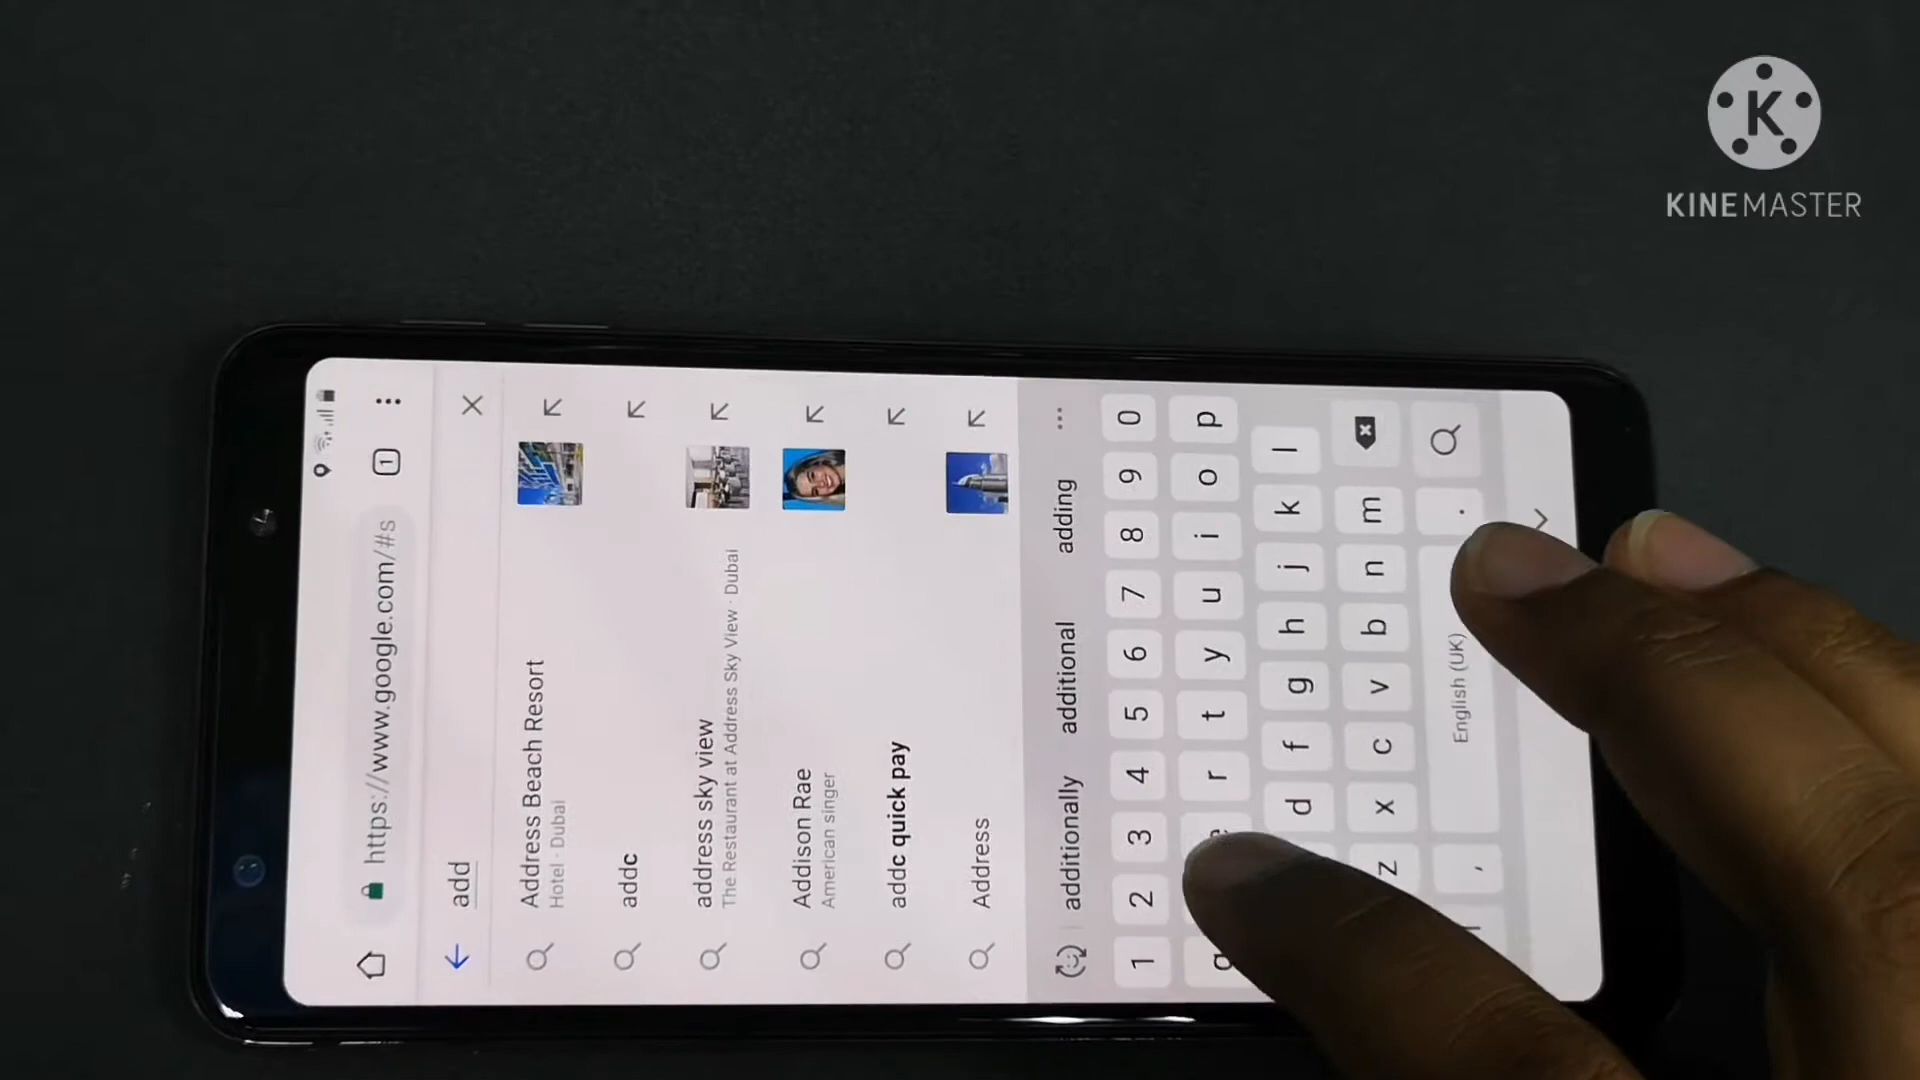 K
KINEMASTER
1
https://www.google.com/#s
add
Address Beach Resort
Hotel · Dubai
addc
address sky view
The Restaurant at Address Sky View · Dubai
Addison Rae
American singer
addc quick pay
Address
additionally additional adding ...
1 2 3 4 5 6 7 8 9 0
q e r t y u i o p
d f g h j k l
z x c v b n m
, English (UK) .